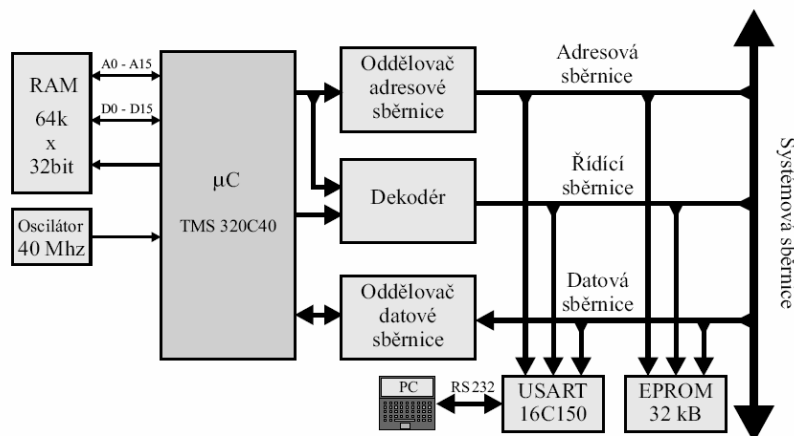 RAM
64k
x
32bit
A0 - A15
D0 - D15
Oscilátor
40 Mhz
μC
TMS 320C40
Oddělovač
adresové
sběrnice
Dekodér
Oddělovač
datové
sběrnice
Adresová
sběrnice
Řídící
sběrnice
Datová
sběrnice
Systémová sběrnice
PC
RS232
USART
16C150
EPROM
32 kB